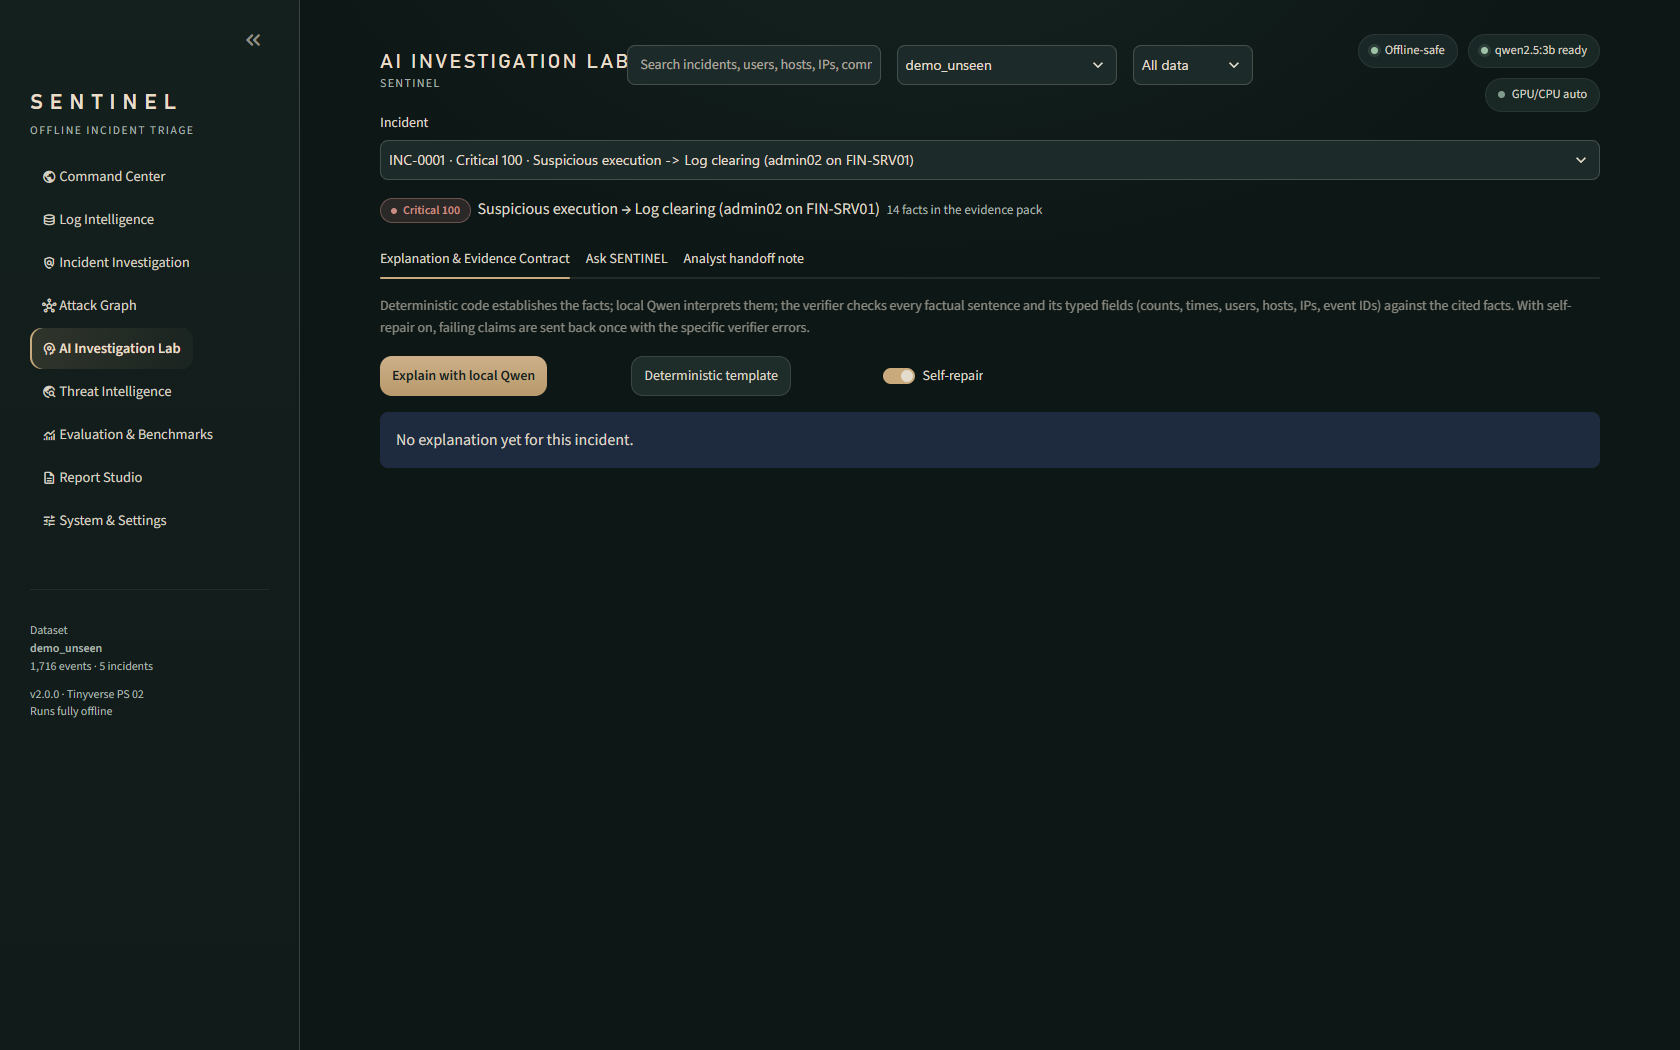 SENTINEL
OFFLINE INCIDENT TRIAGE
Command Center
Log Intelligence
Incident Investigation
Attack Graph
AI Investigation Lab
Threat Intelligence
Evaluation & Benchmarks
Report Studio
System & Settings
Dataset
demo_unseen
1,716 events · 5 incidents
v2.0.0 · Tinyverse PS 02
Runs fully offline
AI INVESTIGATION LAB
SENTINEL
Search incidents, users, hosts, IPs, comr
demo_unseen
All data
Offline-safe
qwen2.5:3b ready
GPU/CPU auto
Incident
INC-0001 · Critical 100 · Suspicious execution -> Log clearing (admin02 on FIN-SRV01)
Critical 100 Suspicious execution → Log clearing (admin02 on FIN-SRV01) 14 facts in the evidence pack
Explanation & Evidence Contract Ask SENTINEL Analyst handoff note
Deterministic code establishes the facts; local Qwen interprets them; the verifier checks every factual sentence and its typed fields (counts, times, users, hosts, IPs, event IDs) against the cited facts. With self-
repair on, failing claims are sent back once with the specific verifier errors.
Explain with local Qwen Deterministic template Self-repair
No explanation yet for this incident.